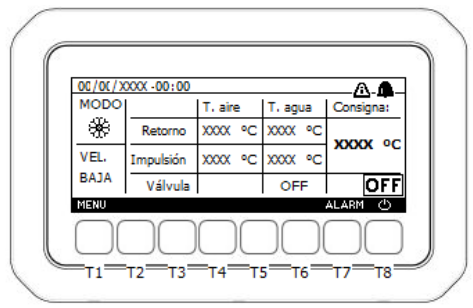 00/00/XXXX -00:00
MODO T. aire T. agua Consigna:
Retorno XXXX ºC XXXX ºC
XXXX ºC
VEL. Impulsión XXXX ºC XXXX ºC
BAJA Válvula OFF OFF
MENU ALARM
T1 T2 T3 T4 T5 T6 T7 T8